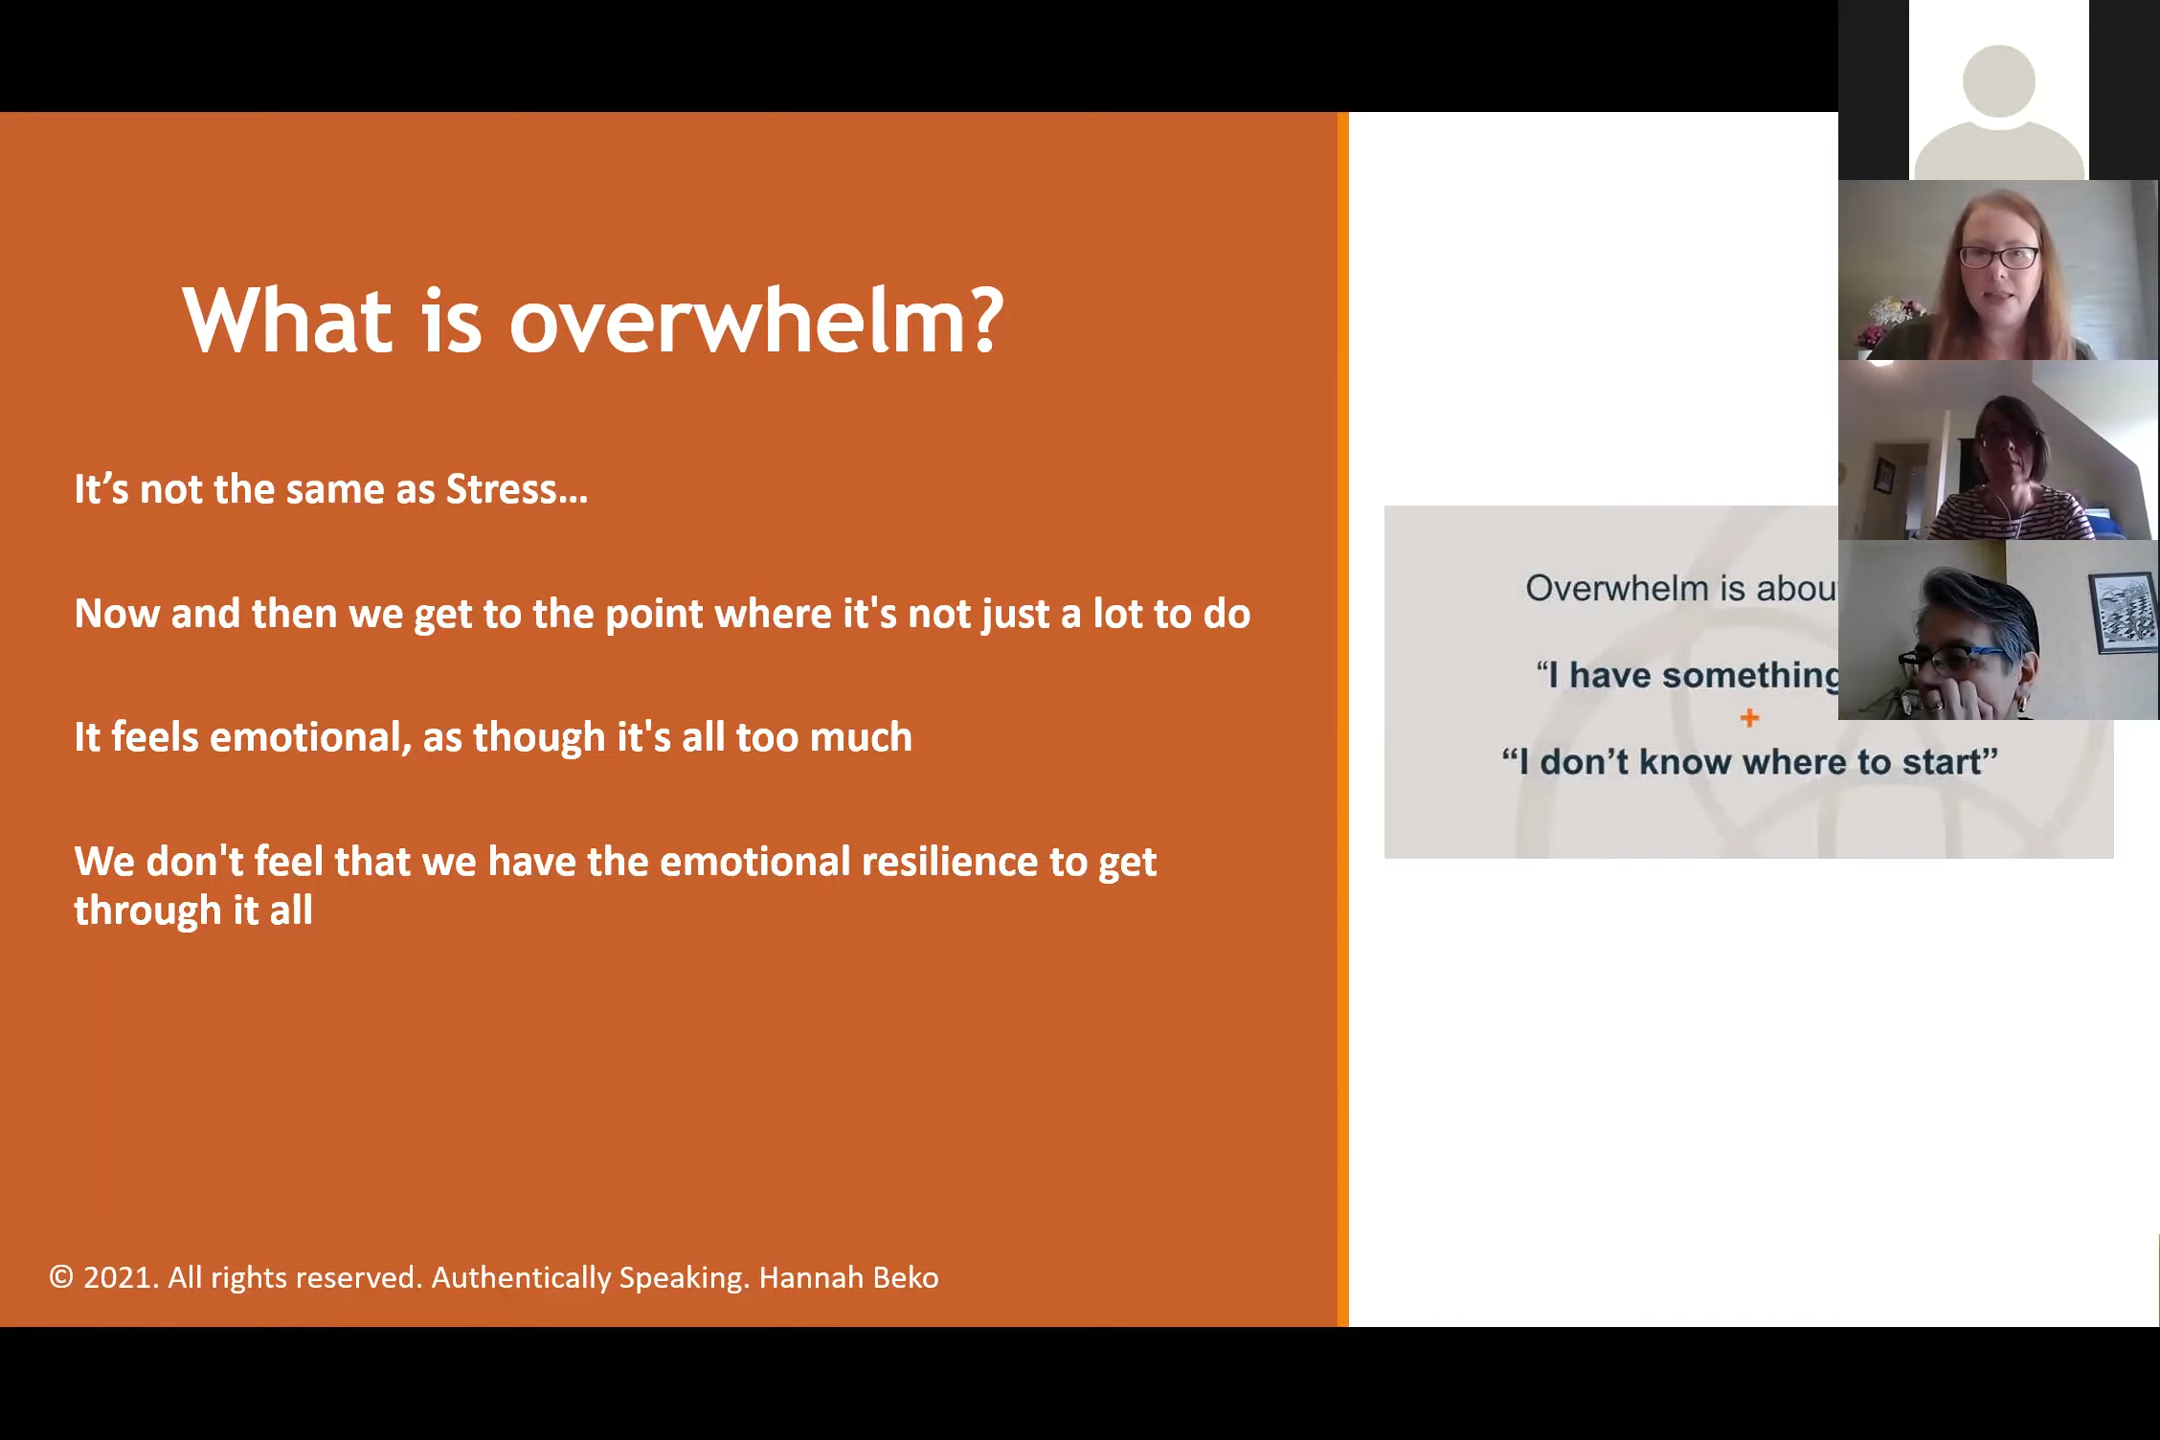 What is overwhelm?
It’s not the same as Stress…
Now and then we get to the point where it's not just a lot to do
It feels emotional, as though it's all too much
We don't feel that we have the emotional resilience to get
through it all
© 2021. All rights reserved. Authentically Speaking. Hannah Beko
Overwhelm is
“I have something
+
“I don’t know where to start”